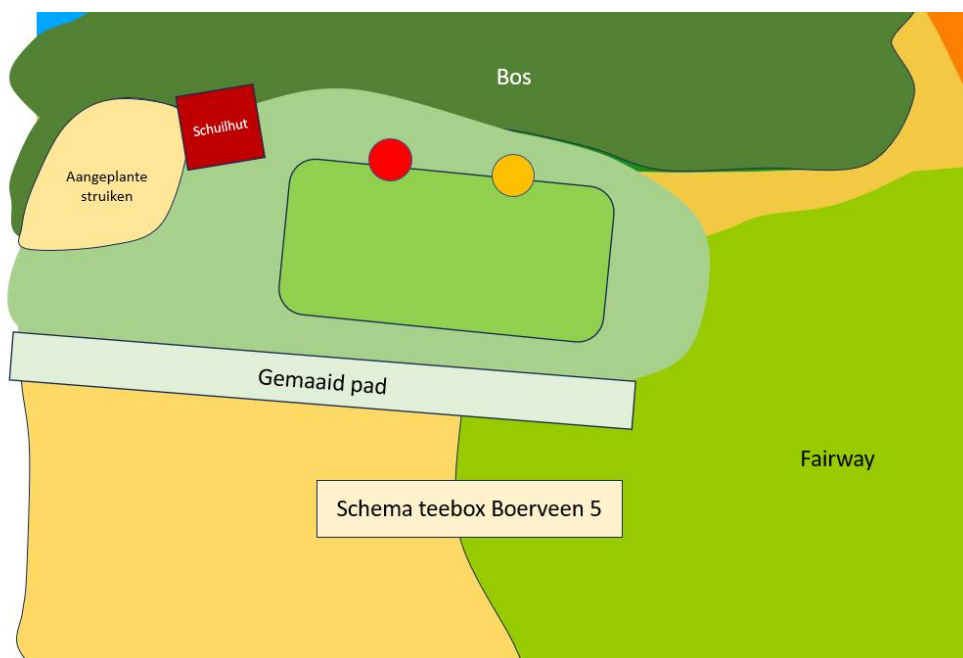 Bos
Schuilhut
Aangeplante
struiken
Gemaaid pad
Fairway
Schema teebox Boerveen 5